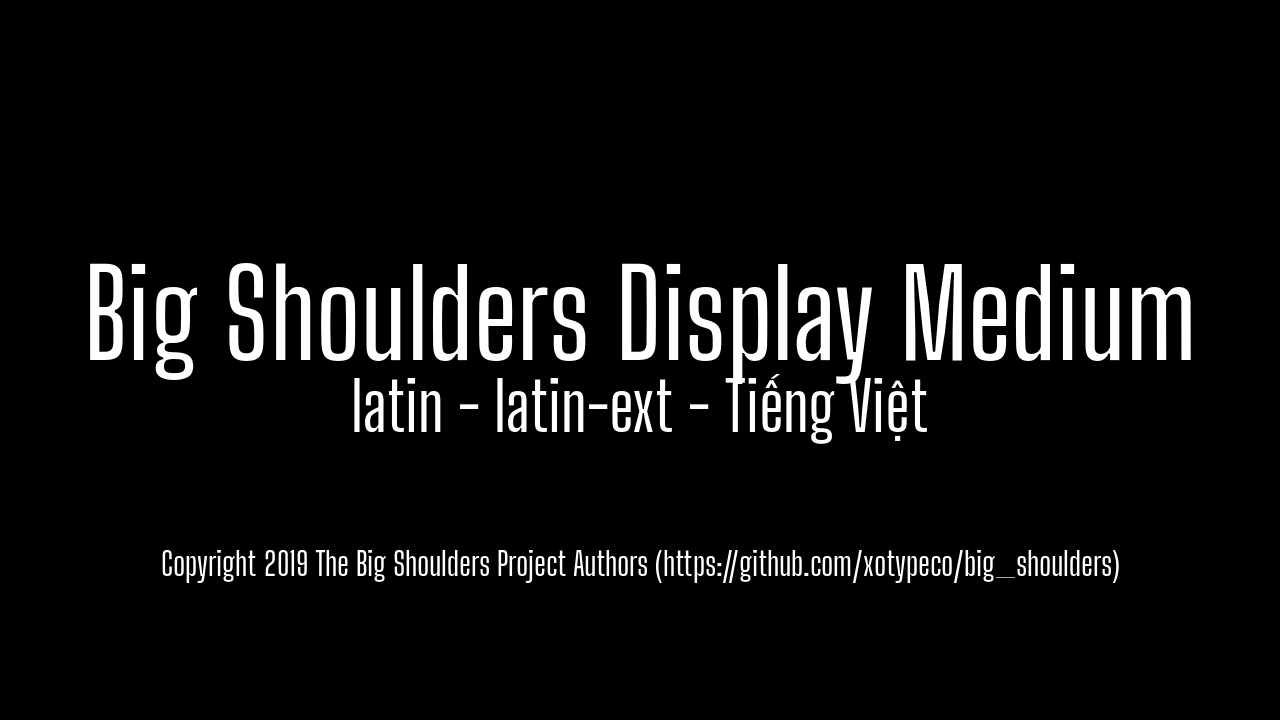 Big Shoulders Display Medium
latin - latin-ext - Tiếng Việt
Copyright 2019 The Big Shoulders Project Authors (https://github.com/xotypeco/big_shoulders)